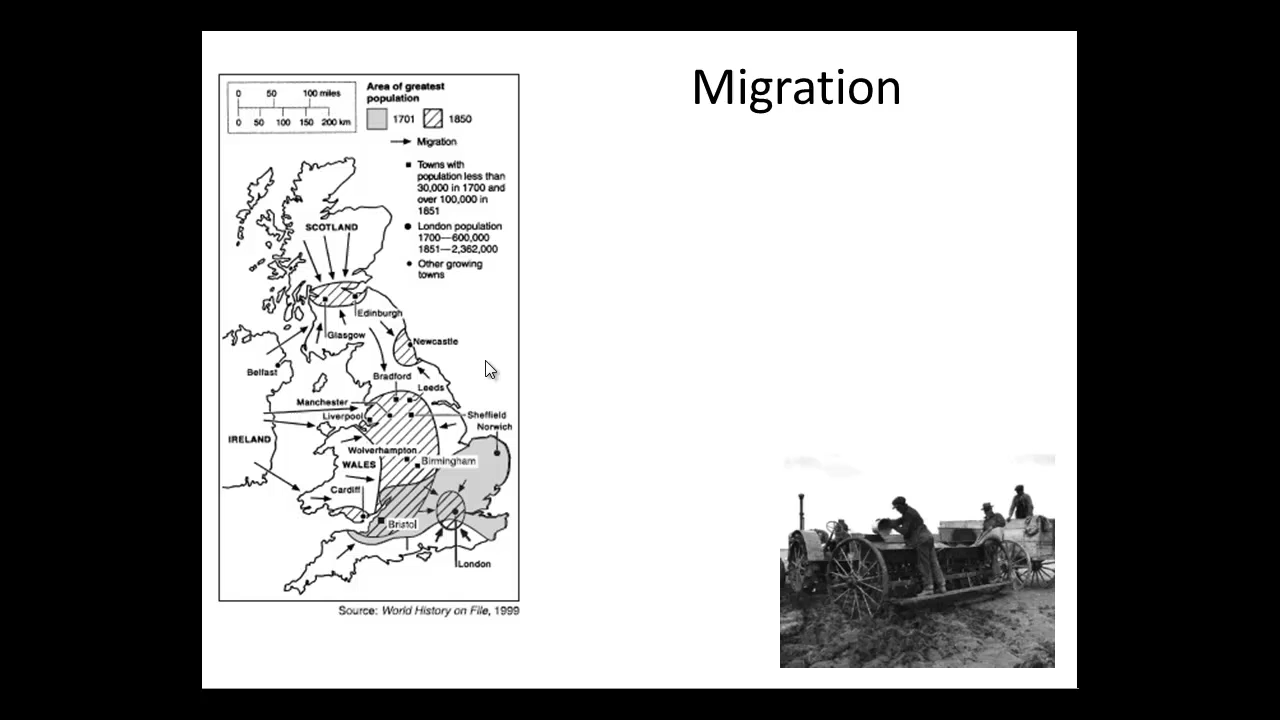 Migration
0 50 100 miles
0 50 100 150 200 km
Area of greatest
population
1701 1850
Migration
Towns with
population less than
30,000 in 1700 and
over 100,000 in
1851
London population
1700—600,000
1851—2,362,000
Other growing
towns
SCOTLAND
Edinburgh
Glasgow
Newcastle
Belfast
Bradford
Leeds
Manchester
Liverpool
Sheffield
Norwich
IRELAND
Wolverhampton
WALES
Birmingham
Cardiff
Bristol
London
Source: World History on File, 1999